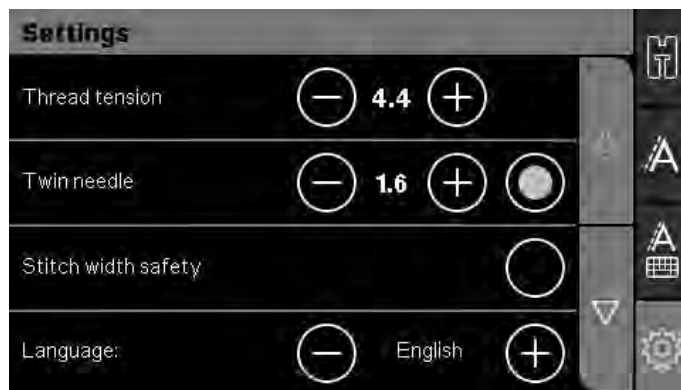 Settings
Thread tension 4.4
Twin needle 1.6
Stitch width safety
Language: English